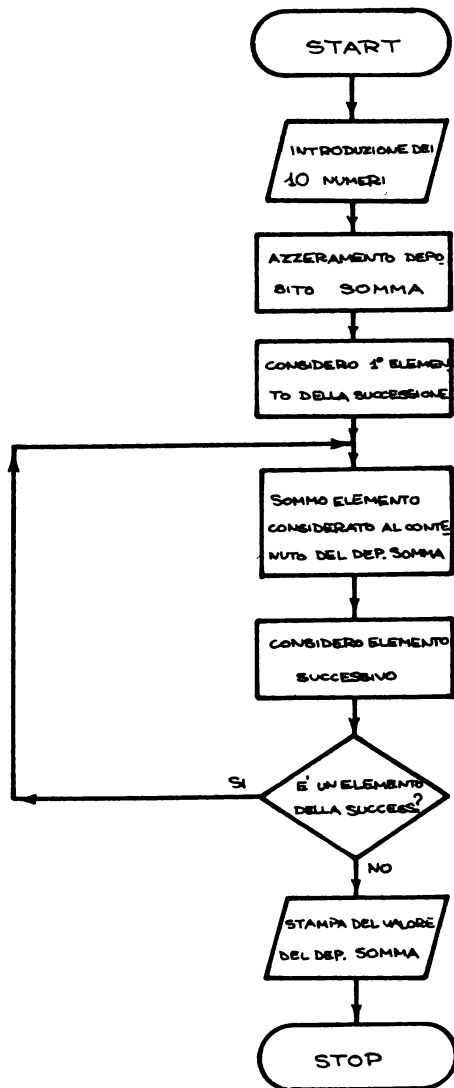 START
INTRODUZIONE DEI
10 NUMERI
AZZERAMENTO DEPO
SITO SOMMA
CONSIDERO 1° ELEMEN
TO DELLA SUCCESSIONE
SOMMO ELEMENTO
CONSIDERATO AL CONTE
NUTO DEL DEP. SOMMA
CONSIDERO ELEMENTO
SUCCESSIVO
SI
E' UN ELEMENTO
DELLA SUCCESS?
NO
STAMPA DEL VALORE
DEL DEP. SOMMA
STOP